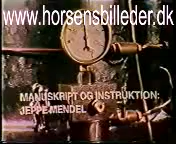 www.horsensbilleder.dk
MANUSKRIPT OG INSTRUKTION:
JEPPE MENDEL